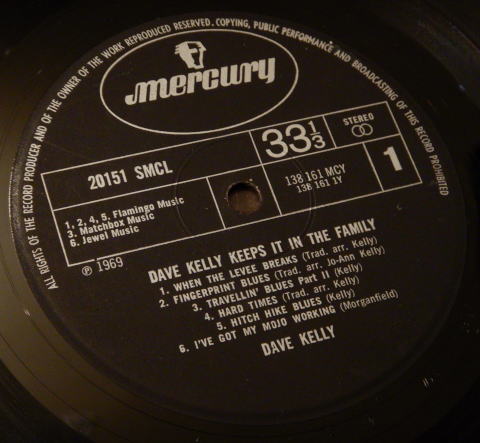 ALL RIGHTS OF THE RECORD PRODUCER AND OF THE OWNER OF THE WORK REPRODUCED RESERVED. COPYING, PUBLIC PERFORMANCE AND BROADCASTING OF THIS RECORD PROHIBITED
mercury
20151 SMCL
33 1/3
STEREO
1
138 161 MCY
138 161 1Y
1, 2, 4, 5. Flamingo Music
3. Matchbox Music
6. Jewel Music
℗ 1969
DAVE KELLY KEEPS IT IN THE FAMILY
1. WHEN THE LEVEE BREAKS (Trad. arr. Kelly)
2. FINGERPRINT BLUES (Trad. arr. Jo-Ann Kelly)
3. TRAVELLIN' BLUES Part II (Kelly)
4. HARD TIMES (Trad. arr. Kelly)
5. HITCH HIKE BLUES (Kelly)
6. I'VE GOT MY MOJO WORKING (Morganfield)
DAVE KELLY